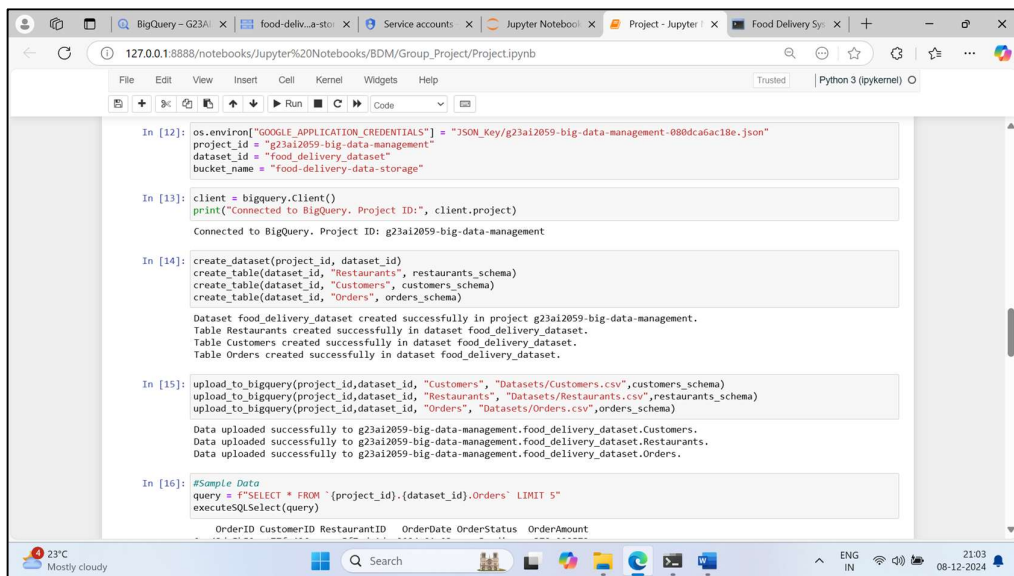 BigQuery – G23AI
food-deliv...a-stor
Service accounts
Jupyter Notebook
Project - Jupyter
Food Delivery Sys
127.0.0.1:8888/notebooks/Jupyter%20Notebooks/BDM/Group_Project/Project.ipynb
File Edit View Insert Cell Kernel Widgets Help
Trusted
Python 3 (ipykernel)
Run
Code
In [12]: os.environ["GOOGLE_APPLICATION_CREDENTIALS"] = "JSON_Key/g23ai2059-big-data-management-080dca6ac18e.json"
project_id = "g23ai2059-big-data-management"
dataset_id = "food_delivery_dataset"
bucket_name = "food-delivery-data-storage"
In [13]: client = bigquery.Client()
print("Connected to BigQuery. Project ID:", client.project)
Connected to BigQuery. Project ID: g23ai2059-big-data-management
In [14]: create_dataset(project_id, dataset_id)
create_table(dataset_id, "Restaurants", restaurants_schema)
create_table(dataset_id, "Customers", customers_schema)
create_table(dataset_id, "Orders", orders_schema)
Dataset food_delivery_dataset created successfully in project g23ai2059-big-data-management.
Table Restaurants created successfully in dataset food_delivery_dataset.
Table Customers created successfully in dataset food_delivery_dataset.
Table Orders created successfully in dataset food_delivery_dataset.
In [15]: upload_to_bigquery(project_id,dataset_id, "Customers", "Datasets/Customers.csv",customers_schema)
upload_to_bigquery(project_id,dataset_id, "Restaurants", "Datasets/Restaurants.csv",restaurants_schema)
upload_to_bigquery(project_id,dataset_id, "Orders", "Datasets/Orders.csv",orders_schema)
Data uploaded successfully to g23ai2059-big-data-management.food_delivery_dataset.Customers.
Data uploaded successfully to g23ai2059-big-data-management.food_delivery_dataset.Restaurants.
Data uploaded successfully to g23ai2059-big-data-management.food_delivery_dataset.Orders.
In [16]: #Sample Data
query = f"SELECT * FROM `{project_id}.{dataset_id}.Orders` LIMIT 5"
executeSQLSelect(query)
OrderID CustomerID RestaurantID OrderDate OrderStatus OrderAmount
4
23°C
Mostly cloudy
Search
ENG
IN
21:03
08-12-2024